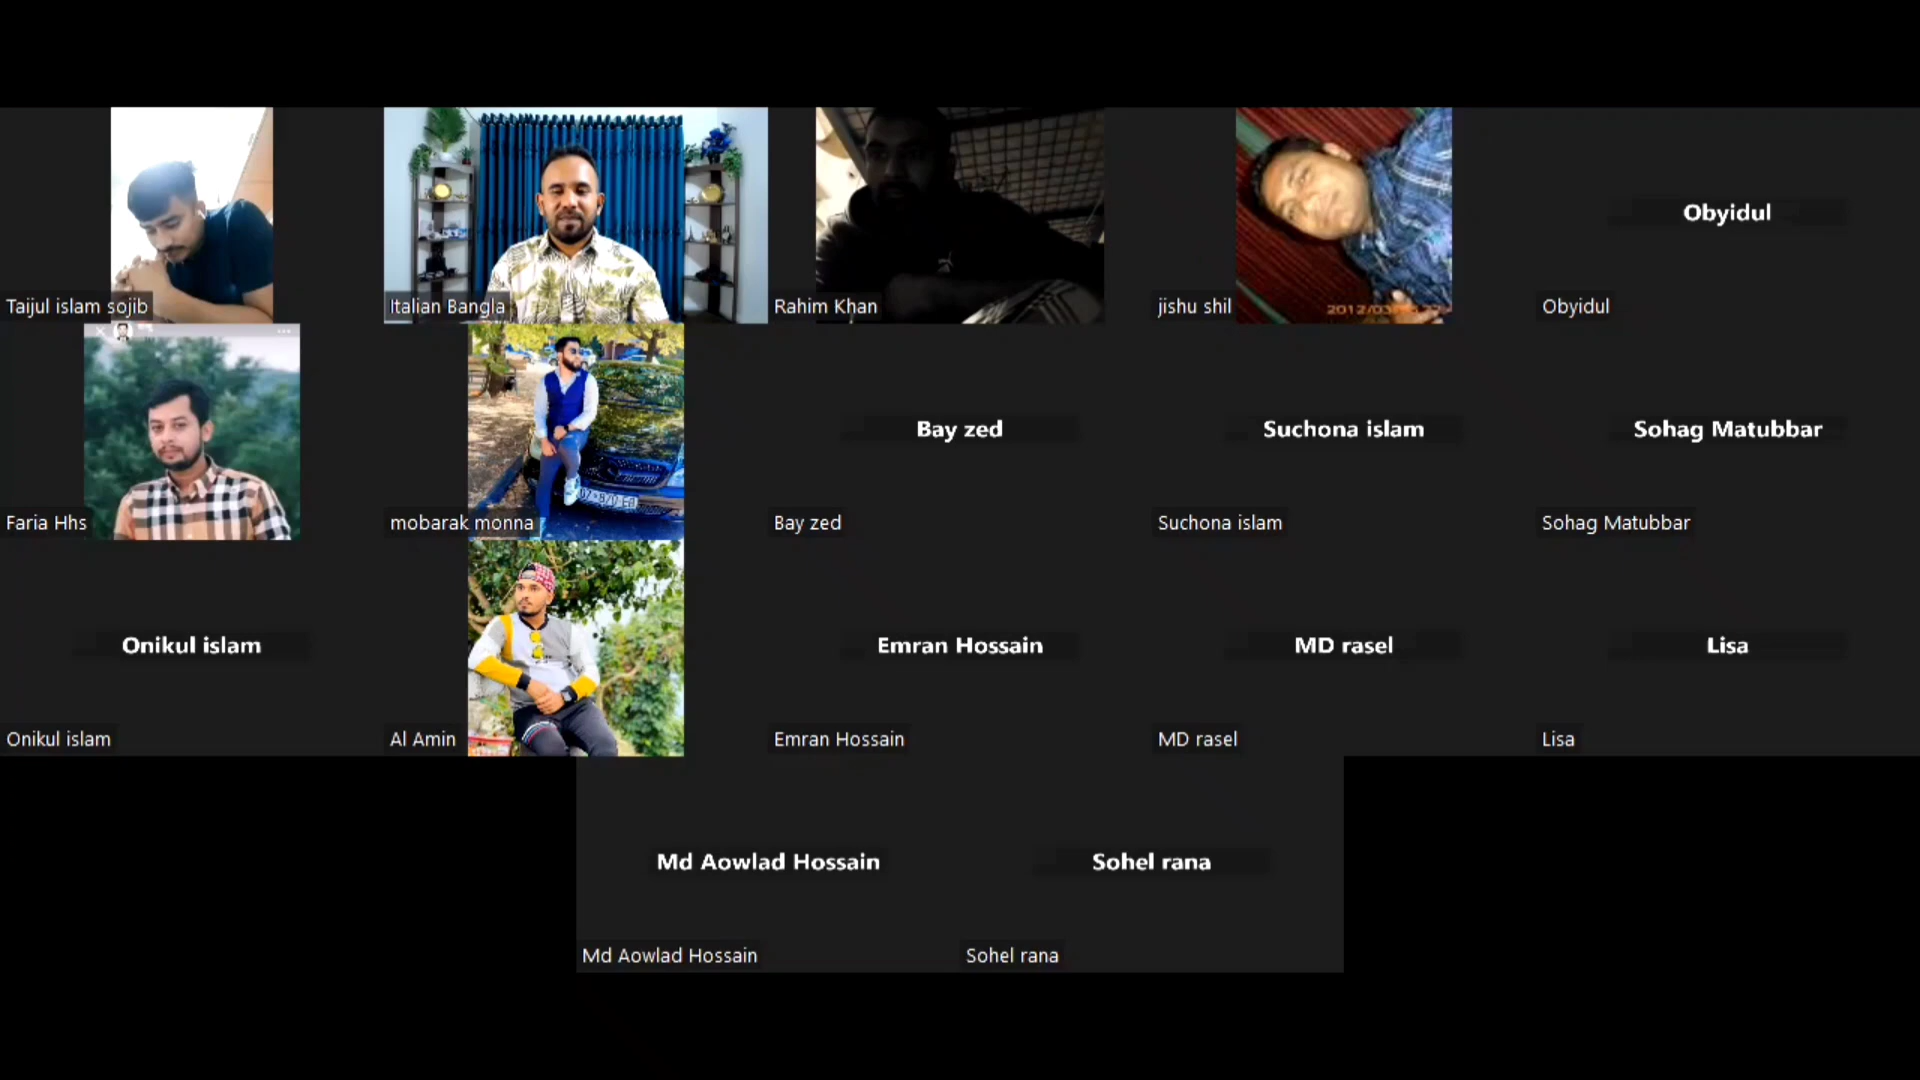 Taijul islam sojib
Italian Bangla
Rahim Khan
jishu shil
Obyidul
Obyidul
Faria Hhs
mobarak monna
Bay zed
Bay zed
Suchona islam
Suchona islam
Sohag Matubbar
Sohag Matubbar
Onikul islam
Onikul islam
Al Amin
Emran Hossain
Emran Hossain
MD rasel
MD rasel
Lisa
Lisa
Md Aowlad Hossain
Md Aowlad Hossain
Sohel rana
Sohel rana